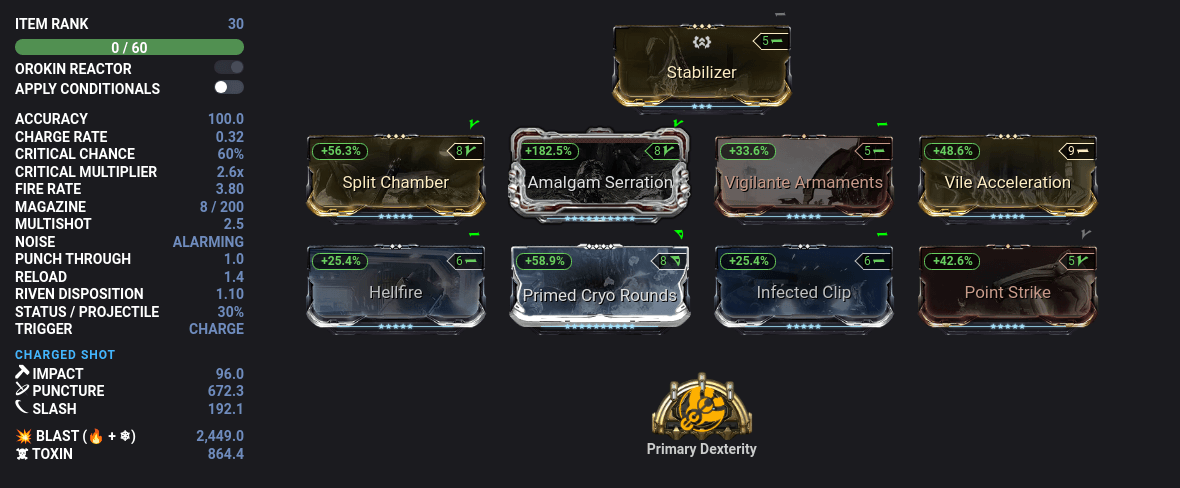 ITEM RANK 30
0 / 60
OROKIN REACTOR
APPLY CONDITIONALS
ACCURACY 100.0
CHARGE RATE 0.32
CRITICAL CHANCE 60%
CRITICAL MULTIPLIER 2.6x
FIRE RATE 3.80
MAGAZINE 8 / 200
MULTISHOT 2.5
NOISE ALARMING
PUNCH THROUGH 1.0
RELOAD 1.4
RIVEN DISPOSITION 1.10
STATUS / PROJECTILE 30%
TRIGGER CHARGE
CHARGED SHOT
IMPACT 96.0
PUNCTURE 672.3
SLASH 192.1
💥 BLAST (🔥 + ❄) 2,449.0
☠ TOXIN 864.4
5
Stabilizer
+56.3% 8
Split Chamber
+182.5% 8
Amalgam Serration
+33.6% 5
Vigilante Armaments
+48.6% 9
Vile Acceleration
+25.4% 6
Hellfire
+58.9% 8
Primed Cryo Rounds
+25.4% 6
Infected Clip
+42.6% 5
Point Strike
Primary Dexterity